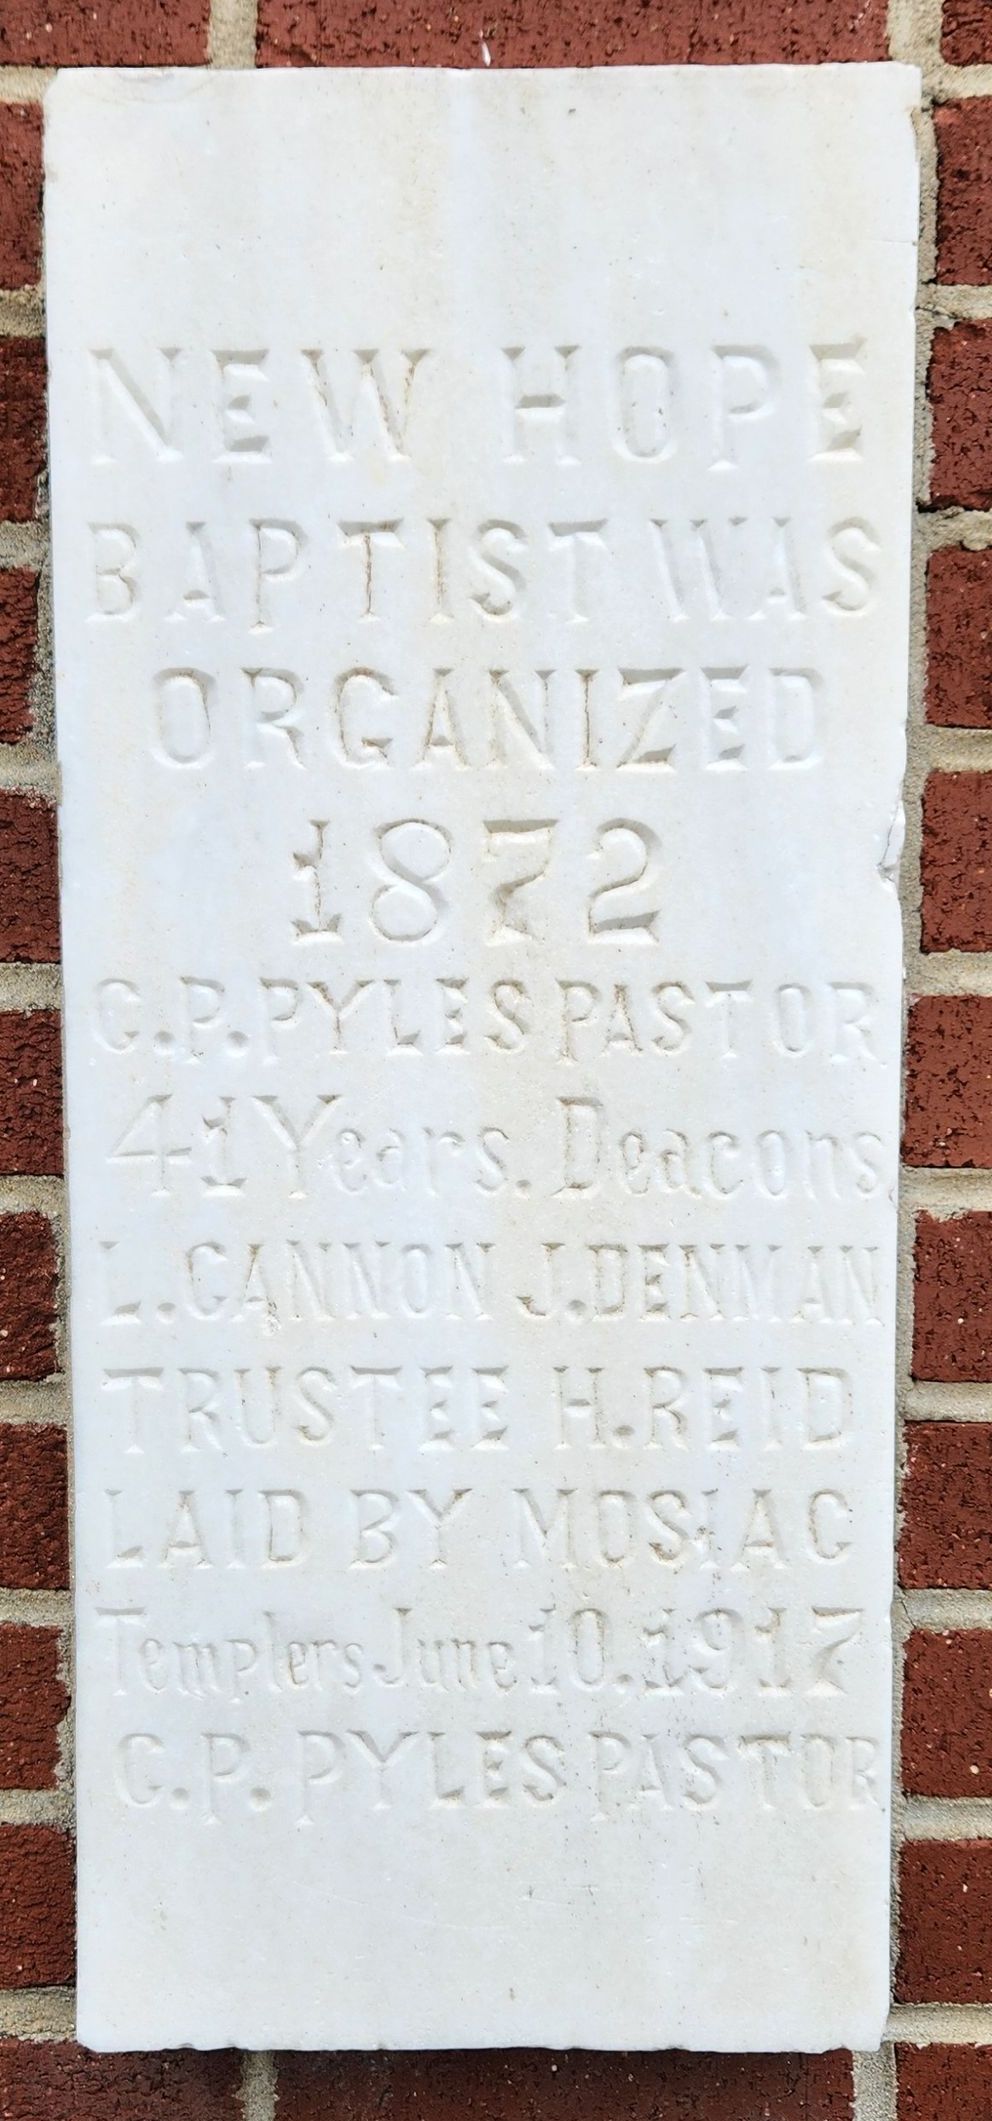 NEW HOPE
BAPTIST WAS
ORGANIZED
1872
C.P.PYLES PASTOR
41 Years. Deacons.
L.CANNON J.DENMAN
TRUSTEE H.REID
LAID BY MOSIAC
Templers June 10.1917
C.P. PYLES PASTOR